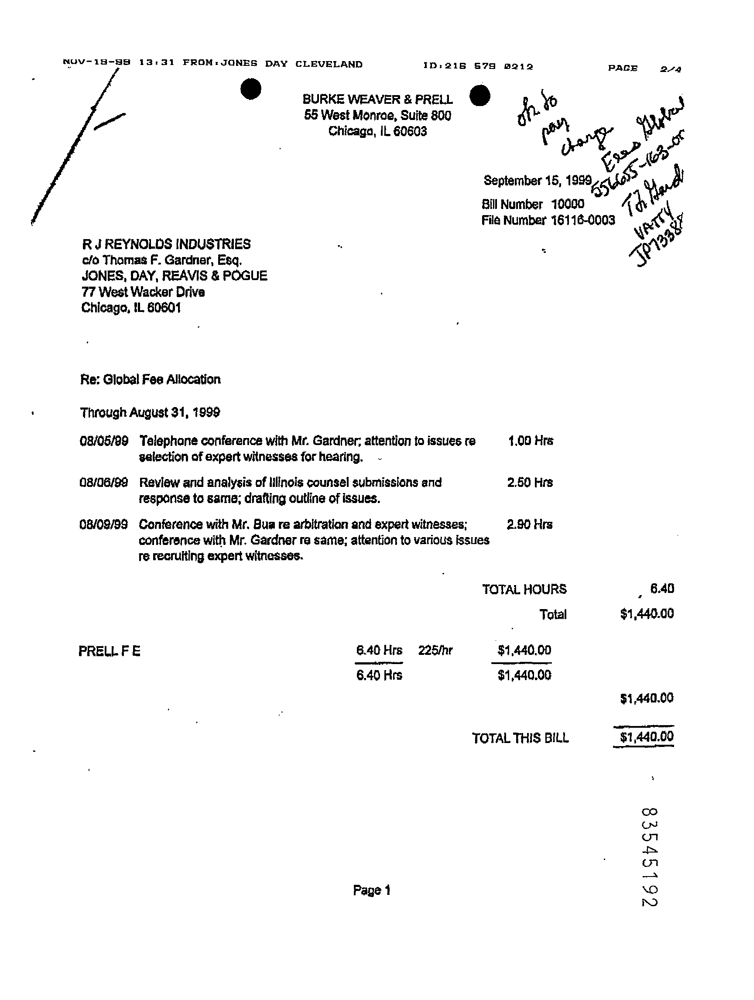 NOV-19-99 13:31 FROM:JONES DAY CLEVELAND ID:216 579 0212 PAGE 2/4
BURKE WEAVER & PRELL
55 West Monroe, Suite 800
Chicago, IL 60603
ok to
pay
charge
Global
556655-163-
September 15, 1999
Bill Number 10000
File Number 16116-0003
VATTY
JP73388
R J REYNOLDS INDUSTRIES
c/o Thomas F. Gardner, Esq.
JONES, DAY, REAVIS & POGUE
77 West Wacker Drive
Chicago, IL 60601
Re: Global Fee Allocation
Through August 31, 1999
08/05/99 Telephone conference with Mr. Gardner; attention to issues re 1.00 Hrs
selection of expert witnesses for hearing.
08/06/99 Review and analysis of Illinois counsel submissions and 2.50 Hrs
response to same; drafting outline of issues.
08/09/99 Conference with Mr. Bua re arbitration and expert witnesses; 2.90 Hrs
conference with Mr. Gardner re same; attention to various issues
re recruiting expert witnesses.
TOTAL HOURS 6.40
Total $1,440.00
PRELL F E 6.40 Hrs 225/hr $1,440.00
6.40 Hrs $1,440.00
$1,440.00
TOTAL THIS BILL $1,440.00
83545192
Page 1